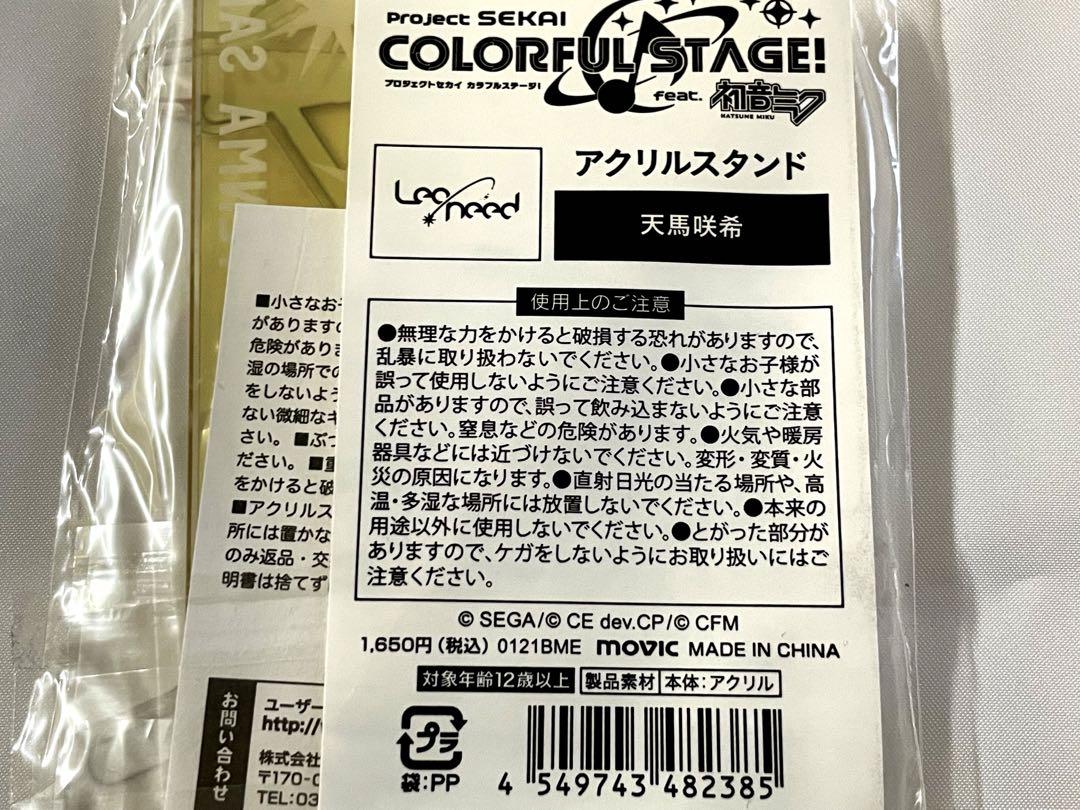 Project SEKAI
COLORFUL STAGE!
プロジェクトセカイ カラフルステージ!
feat. 初音ミク
HATSUNE MIKU
Leo/need
アクリルスタンド
天馬咲希
使用上のご注意
●無理な力をかけると破損する恐れがありますので、
乱暴に取り扱わないでください。●小さなお子様が
誤って使用しないようにご注意ください。●小さな部
品がありますので、誤って飲み込まないようにご注意
ください。窒息などの危険があります。●火気や暖房
器具などには近づけないでください。変形・変質・火
災の原因になります。●直射日光の当たる場所や、高
温・多湿な場所には放置しないでください。●本来の
用途以外に使用しないでください。●とがった部分が
ありますので、ケガをしないようにお取り扱いにはご
注意ください。
© SEGA/© CE dev.CP/© CFM
1,650円(税込) 0121BME movic MADE IN CHINA
対象年齢12歳以上 製品素材 本体:アクリル
プラ
袋:PP
4 549743 482385
■小さなお
があります
危険があり
湿の場所での
をしないよう
ない微細なキ
さい。■ぶつ
ださい。■
をかけると破
■アクリルス
所には置かな
のみ返品・交
明書は捨てず
お問い合わせ
ユーザー
http://
株式会社
〒170-0
TEL:03